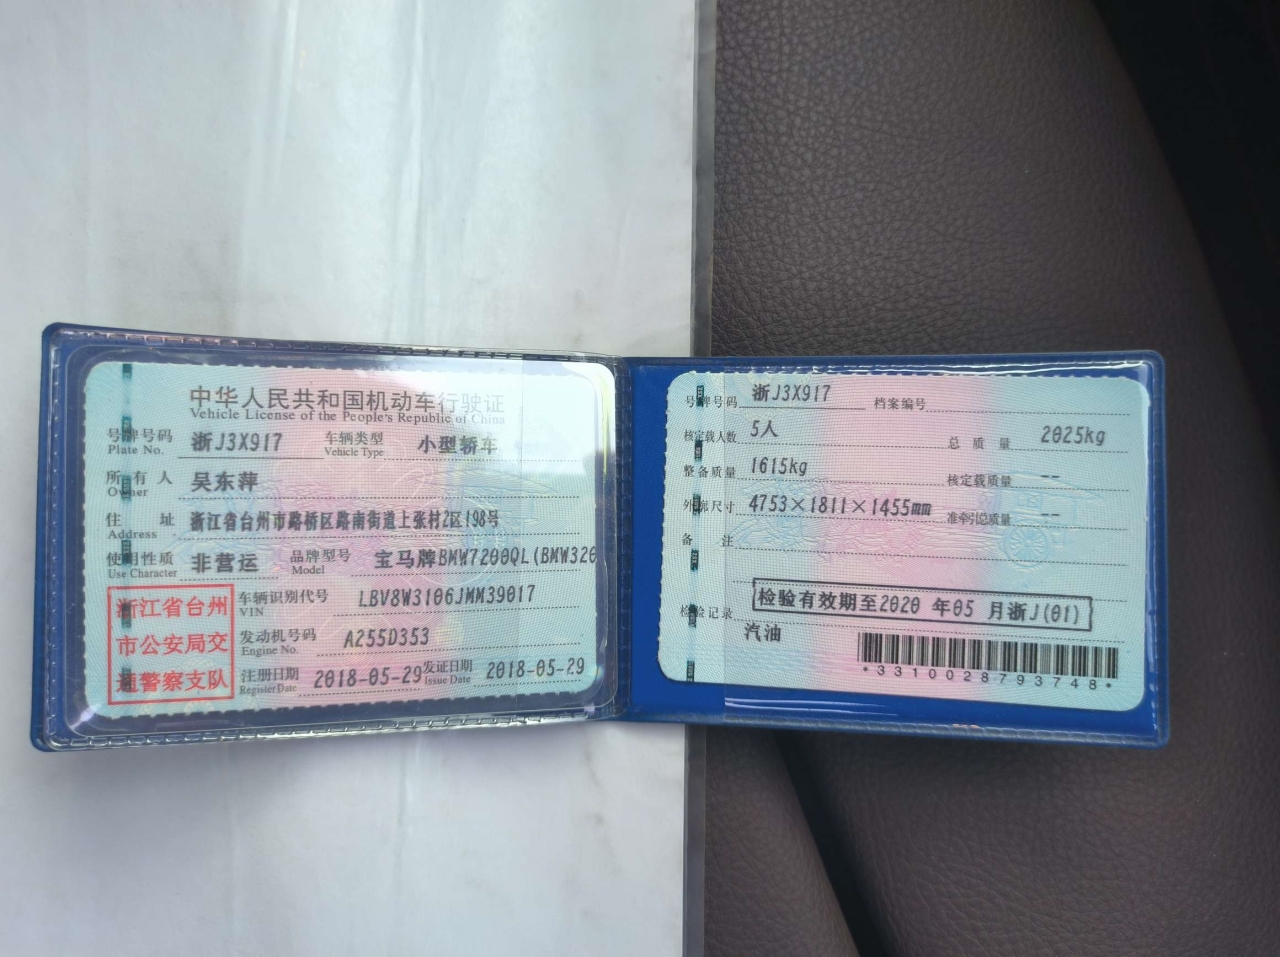 中华人民共和国机动车行驶证
Vehicle License of the People's Republic of China
号牌号码 浙J3X917 车辆类型 小型轿车
Plate No. Vehicle Type
所有人 吴东萍
Owner
住址 浙江省台州市路桥区路南街道上张村2区198号
Address
使用性质 非营运 品牌型号 宝马牌BMW7200QL(BMW320
Use Character Model
浙江省台州
市公安局交
通警察支队
车辆识别代号 LBV8W3106JMM39017
VIN
发动机号码 A255D353
Engine No.
注册日期 2018-05-29 发证日期 2018-05-29
Register Date Issue Date
号牌号码 浙J3X917 档案编号
核定载人数 5人 总质量 2025kg
整备质量 1615kg 核定载质量 --
外廓尺寸 4753×1811×1455mm 准牵引总质量 --
备注
检验记录 检验有效期至2020 年05 月浙J(01)
汽油
*3310028793748*